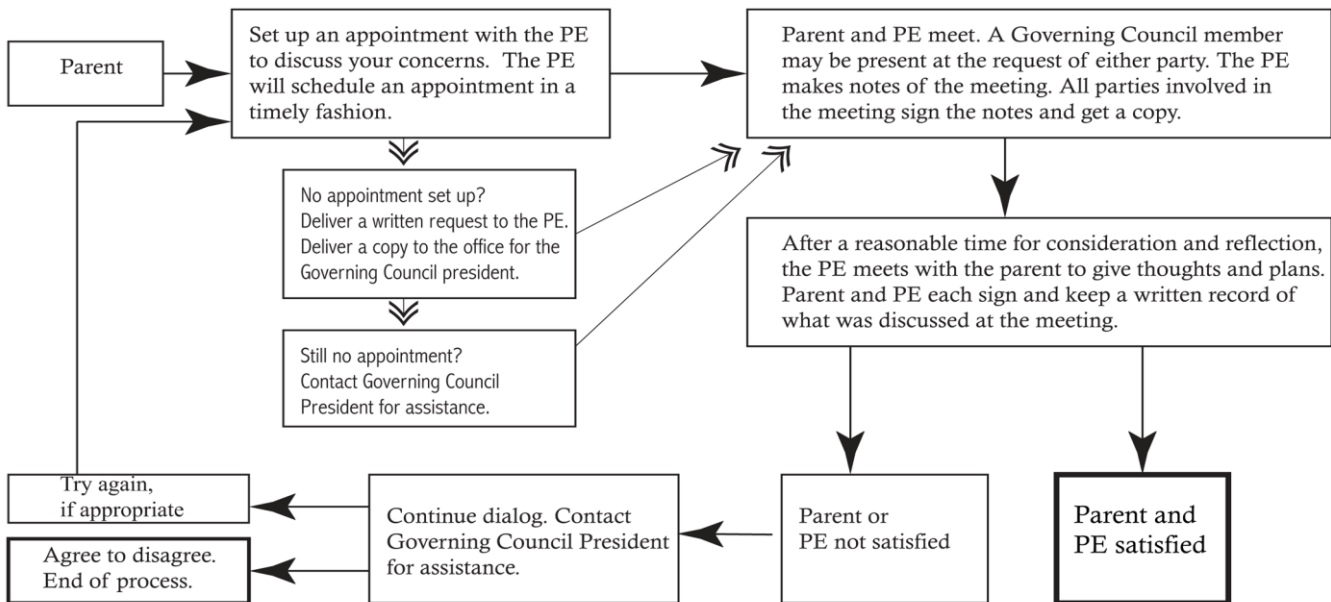 Parent
Set up an appointment with the PE
to discuss your concerns.  The PE
will schedule an appointment in a
timely fashion.
Parent and PE meet. A Governing Council member
may be present at the request of either party. The PE
makes notes of the meeting. All parties involved in
the meeting sign the notes and get a copy.
No appointment set up?
Deliver a written request to the PE.
Deliver a copy to the office for the
Governing Council president.
After a reasonable time for consideration and reflection,
the PE meets with the parent to give thoughts and plans.
Parent and PE each sign and keep a written record of
what was discussed at the meeting.
Still no appointment?
Contact Governing Council
President for assistance.
Try again,
if appropriate
Agree to disagree.
End of process.
Continue dialog. Contact
Governing Council President
for assistance.
Parent or
PE not satisfied
Parent and
PE satisfied